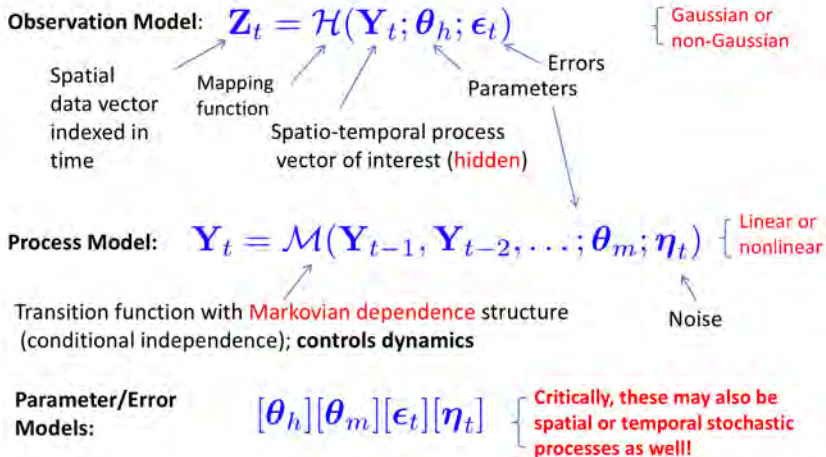 Observation Model: Z_t = H(Y_t; θ_h; ϵ_t)
Gaussian or
non-Gaussian
Errors
Spatial
data vector
indexed in
time
Mapping
function
Parameters
Spatio-temporal process
vector of interest (hidden)
Process Model: Y_t = M(Y_{t-1}, Y_{t-2}, . . . ; θ_m; η_t)
Linear or
nonlinear
Transition function with Markovian dependence structure
(conditional independence); controls dynamics
Noise
Parameter/Error
Models:
[θ_h][θ_m][ϵ_t][η_t]
Critically, these may also be
spatial or temporal stochastic
processes as well!